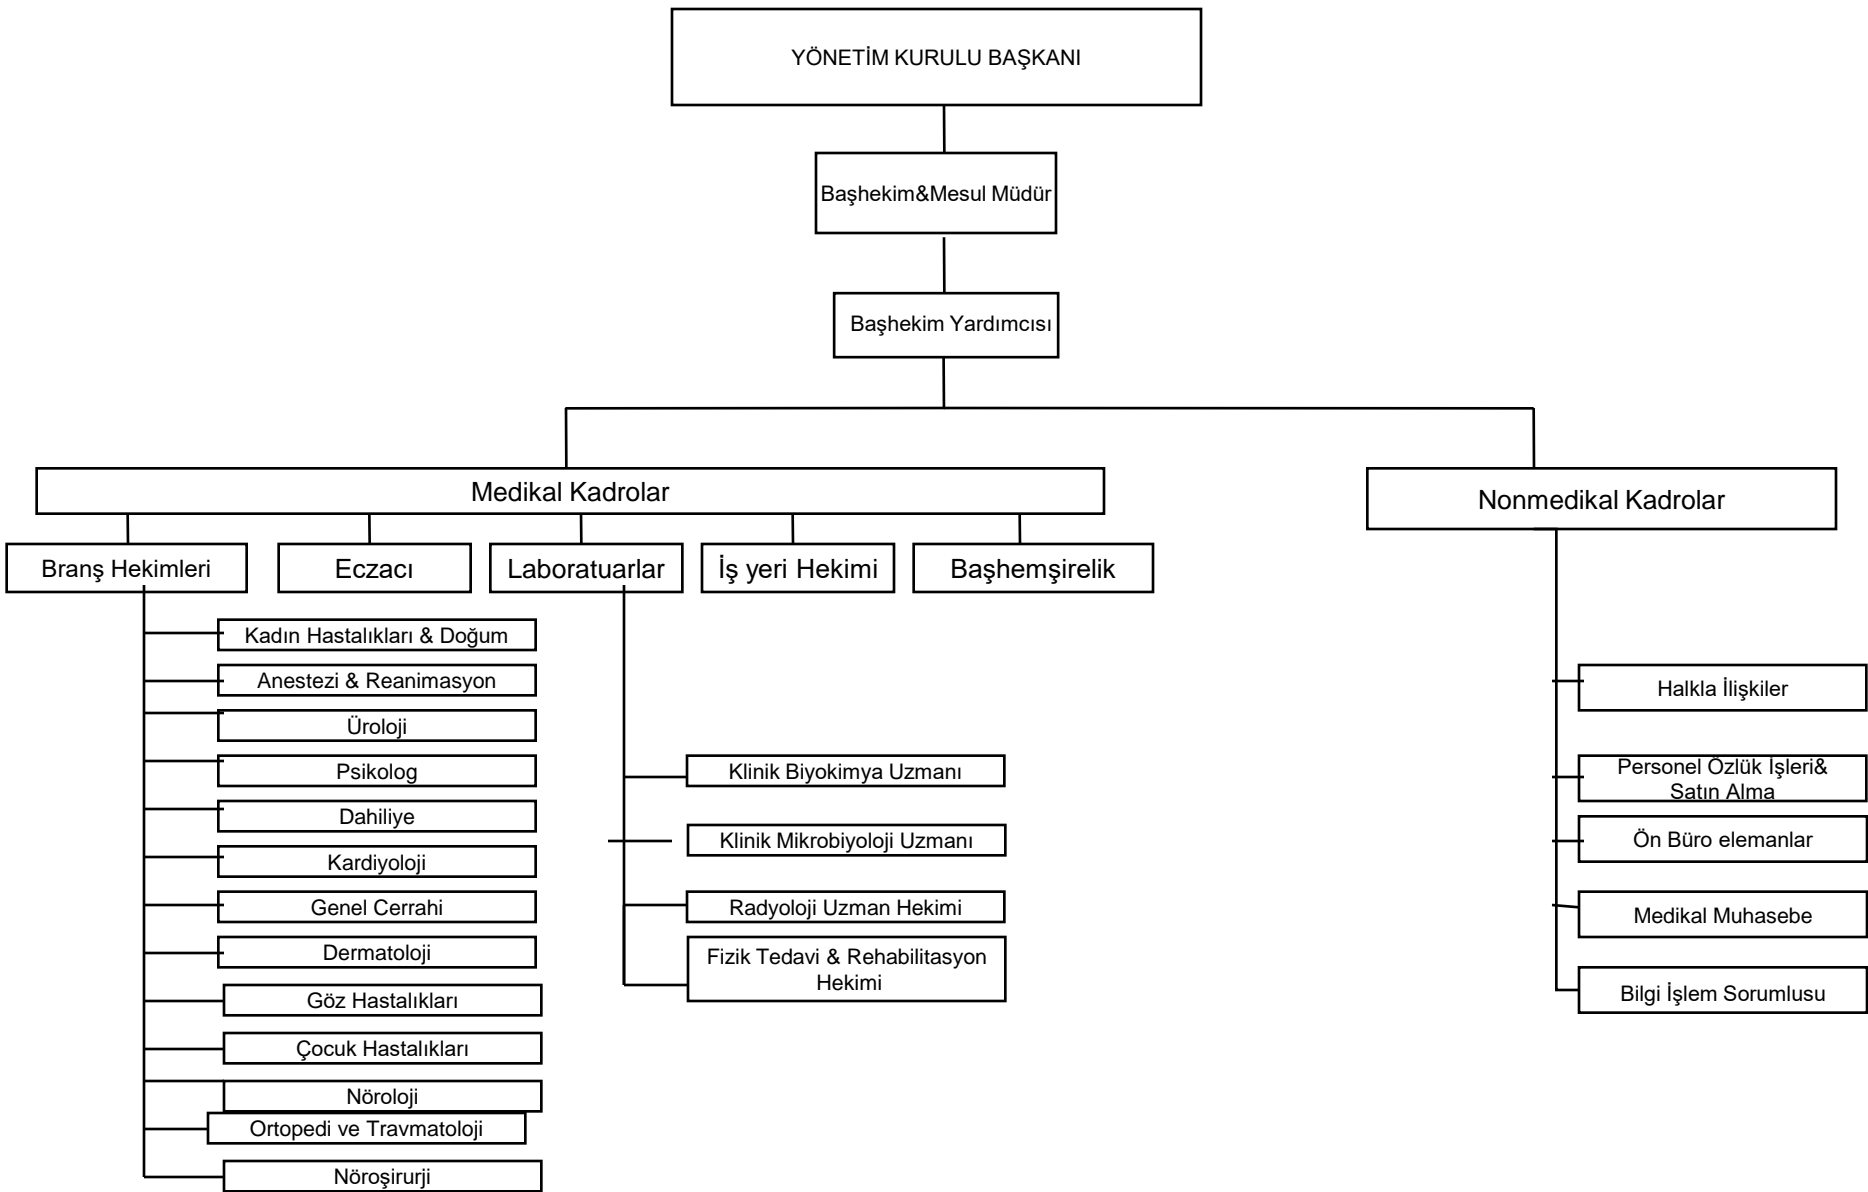 YÖNETİM KURULU BAŞKANI
Başhekim&Mesul Müdür
Başhekim Yardımcısı
Medikal Kadrolar
Nonmedikal Kadrolar
Branş Hekimleri
Eczacı
Laboratuarlar
İş yeri Hekimi
Başhemşirelik
Kadın Hastalıkları & Doğum
Anestezi & Reanimasyon
Üroloji
Psikolog
Dahiliye
Kardiyoloji
Genel Cerrahi
Dermatoloji
Göz Hastalıkları
Çocuk Hastalıkları
Nöroloji
Ortopedi ve Travmatoloji
Nöroşirurji
Klinik Biyokimya Uzmanı
Klinik Mikrobiyoloji Uzmanı
Radyoloji Uzman Hekimi
Fizik Tedavi & Rehabilitasyon
Hekimi
Halkla İlişkiler
Personel Özlük İşleri&
Satın Alma
Ön Büro elemanlar
Medikal Muhasebe
Bilgi İşlem Sorumlusu